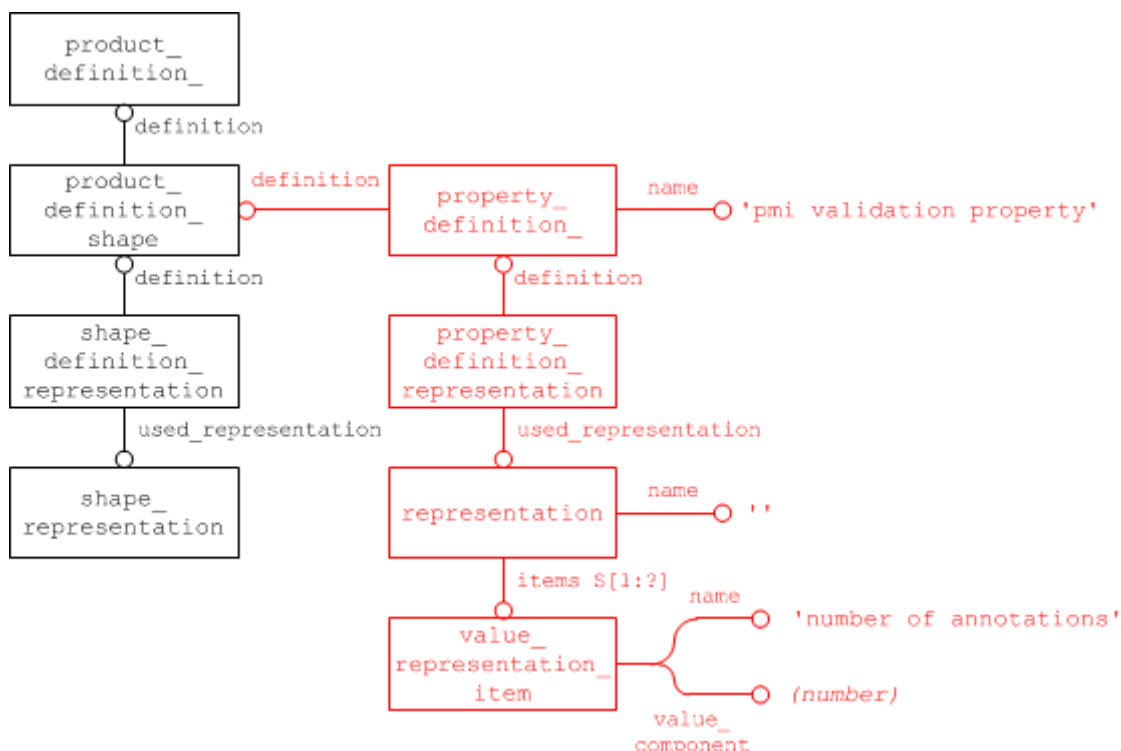 product_
definition_
definition
product_
definition_
shape
definition
property_
definition_
name
'pmi validation property'
definition
definition
shape_
definition_
representation
property_
definition_
representation
used_representation
used_representation
shape_
representation
representation
name
''
items S[1:?]
value_
representation_
item
name
'number of annotations'
(number)
value_
component